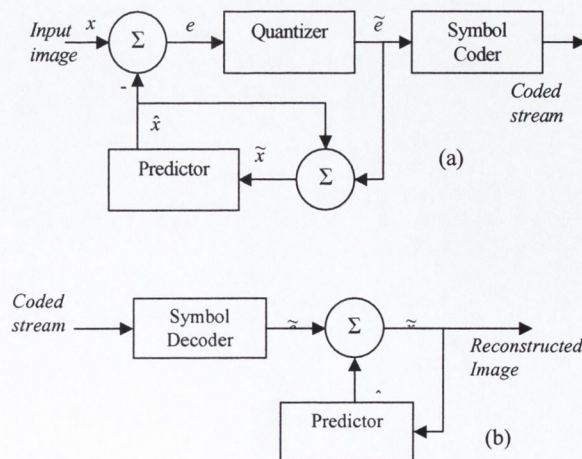 Input
image
x
Σ
e
Quantizer
ẽ
Symbol
Coder
Coded
stream
-
x̂
x̃
Predictor
Σ
(a)
Coded
stream
Symbol
Decoder
Σ
Reconstructed
Image
Predictor
(b)